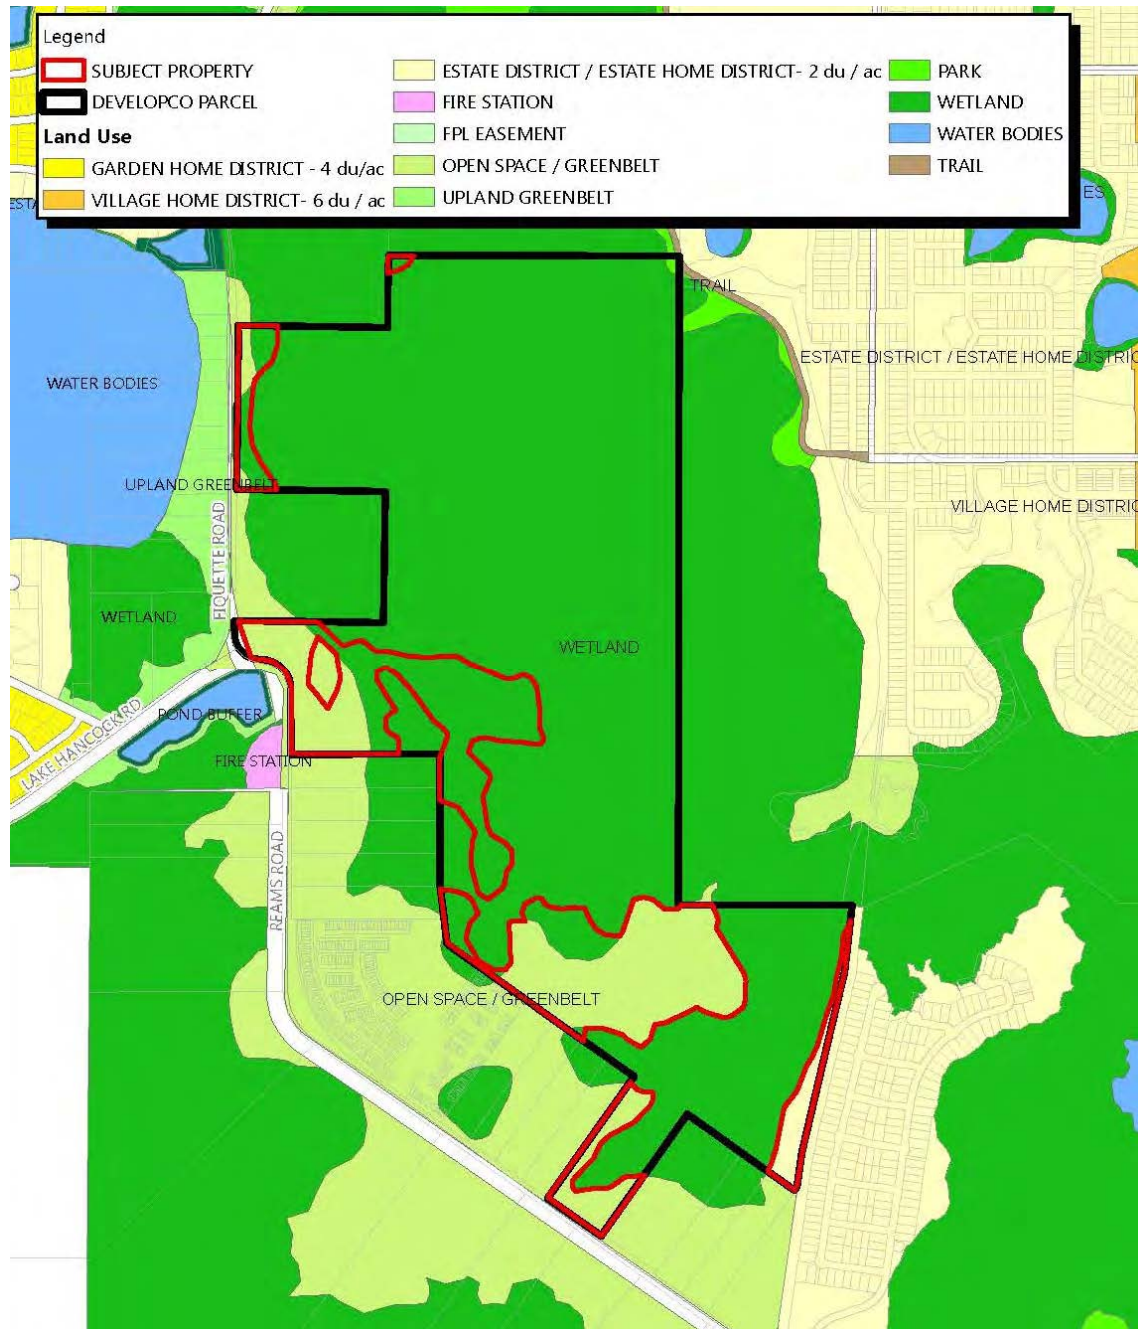 Legend
SUBJECT PROPERTY
DEVELOPCO PARCEL
Land Use
GARDEN HOME DISTRICT - 4 du/ac
VILLAGE HOME DISTRICT- 6 du / ac
ESTATE DISTRICT / ESTATE HOME DISTRICT- 2 du / ac
FIRE STATION
FPL EASEMENT
OPEN SPACE / GREENBELT
UPLAND GREENBELT
PARK
WETLAND
WATER BODIES
TRAIL
TRAIL
ESTATE DISTRICT / ESTATE HOME DISTRIC
WATER BODIES
UPLAND GREENBELT
VILLAGE HOME DISTRIC
FIQUETTE ROAD
WETLAND
WETLAND
POND BUFFER
LAKE HANCOCK RD
FIRE STATION
REAMS ROAD
OPEN SPACE / GREENBELT